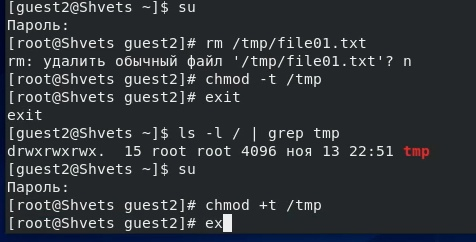 [guest2@Shvets ~]$ su
Пароль:
[root@Shvets guest2]# rm /tmp/file01.txt
rm: удалить обычный файл '/tmp/file01.txt'? n
[root@Shvets guest2]# chmod -t /tmp
[root@Shvets guest2]# exit
exit
[guest2@Shvets ~]$ ls -l / | grep tmp
drwxrwxrwx.  15 root root 4096 ноя 13 22:51 tmp
[guest2@Shvets ~]$ su
Пароль:
[root@Shvets guest2]# chmod +t /tmp
[root@Shvets guest2]# ex